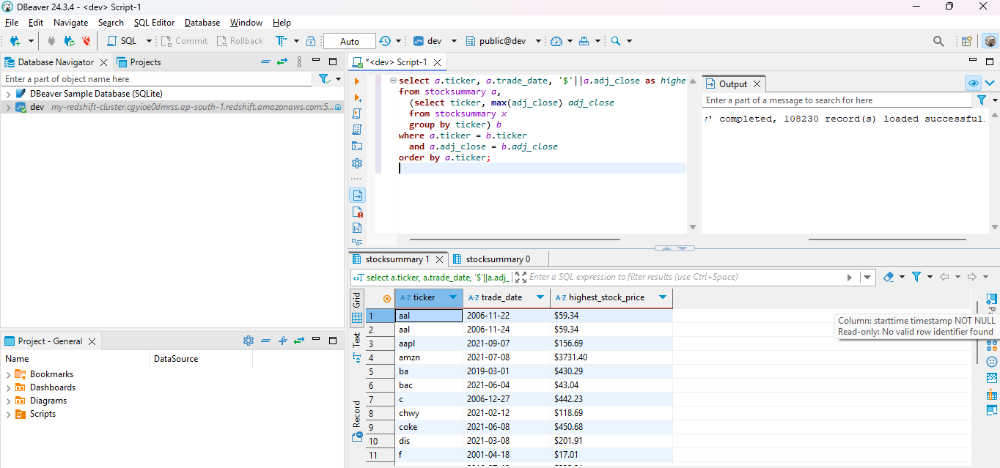 DBeaver 24.3.4 - <dev> Script-1
File Edit Navigate Search SQL Editor Database Window Help
SQL Commit Rollback Auto dev public@dev
Database Navigator Projects
Enter a part of object name here
DBeaver Sample Database (SQLite)
dev my-redshift-cluster.cgyioe0dmrss.ap-south-1.redshift.amazonaws.com:5...
Project - General
Name DataSource
Bookmarks
Dashboards
Diagrams
Scripts
*<dev> Script-1
select a.ticker, a.trade_date, '$'||a.adj_close as highe
from stocksummary a,
(select ticker, max(adj_close) adj_close
from stocksummary x
group by ticker) b
where a.ticker = b.ticker
and a.adj_close = b.adj_close
order by a.ticker;
Output
Enter a part of a message to search for here
y' completed, 108230 record(s) loaded successful
stocksummary 1 stocksummary 0
select a.ticker, a.trade_date, '$'||a.adj_ Enter a SQL expression to filter results (use Ctrl+Space)
Grid
Text
Record
A-Z ticker A-Z trade_date A-Z highest_stock_price
1 aal 2006-11-22 $59.34
2 aal 2006-11-24 $59.34
3 aapl 2021-09-07 $156.69
4 amzn 2021-07-08 $3731.40
5 ba 2019-03-01 $430.29
6 bac 2021-06-04 $43.04
7 c 2006-12-27 $442.23
8 chwy 2021-02-12 $118.69
9 coke 2021-06-08 $450.68
10 dis 2021-03-08 $201.91
11 f 2001-04-18 $17.01
Column: starttime timestamp NOT NULL
Read-only: No valid row identifier found